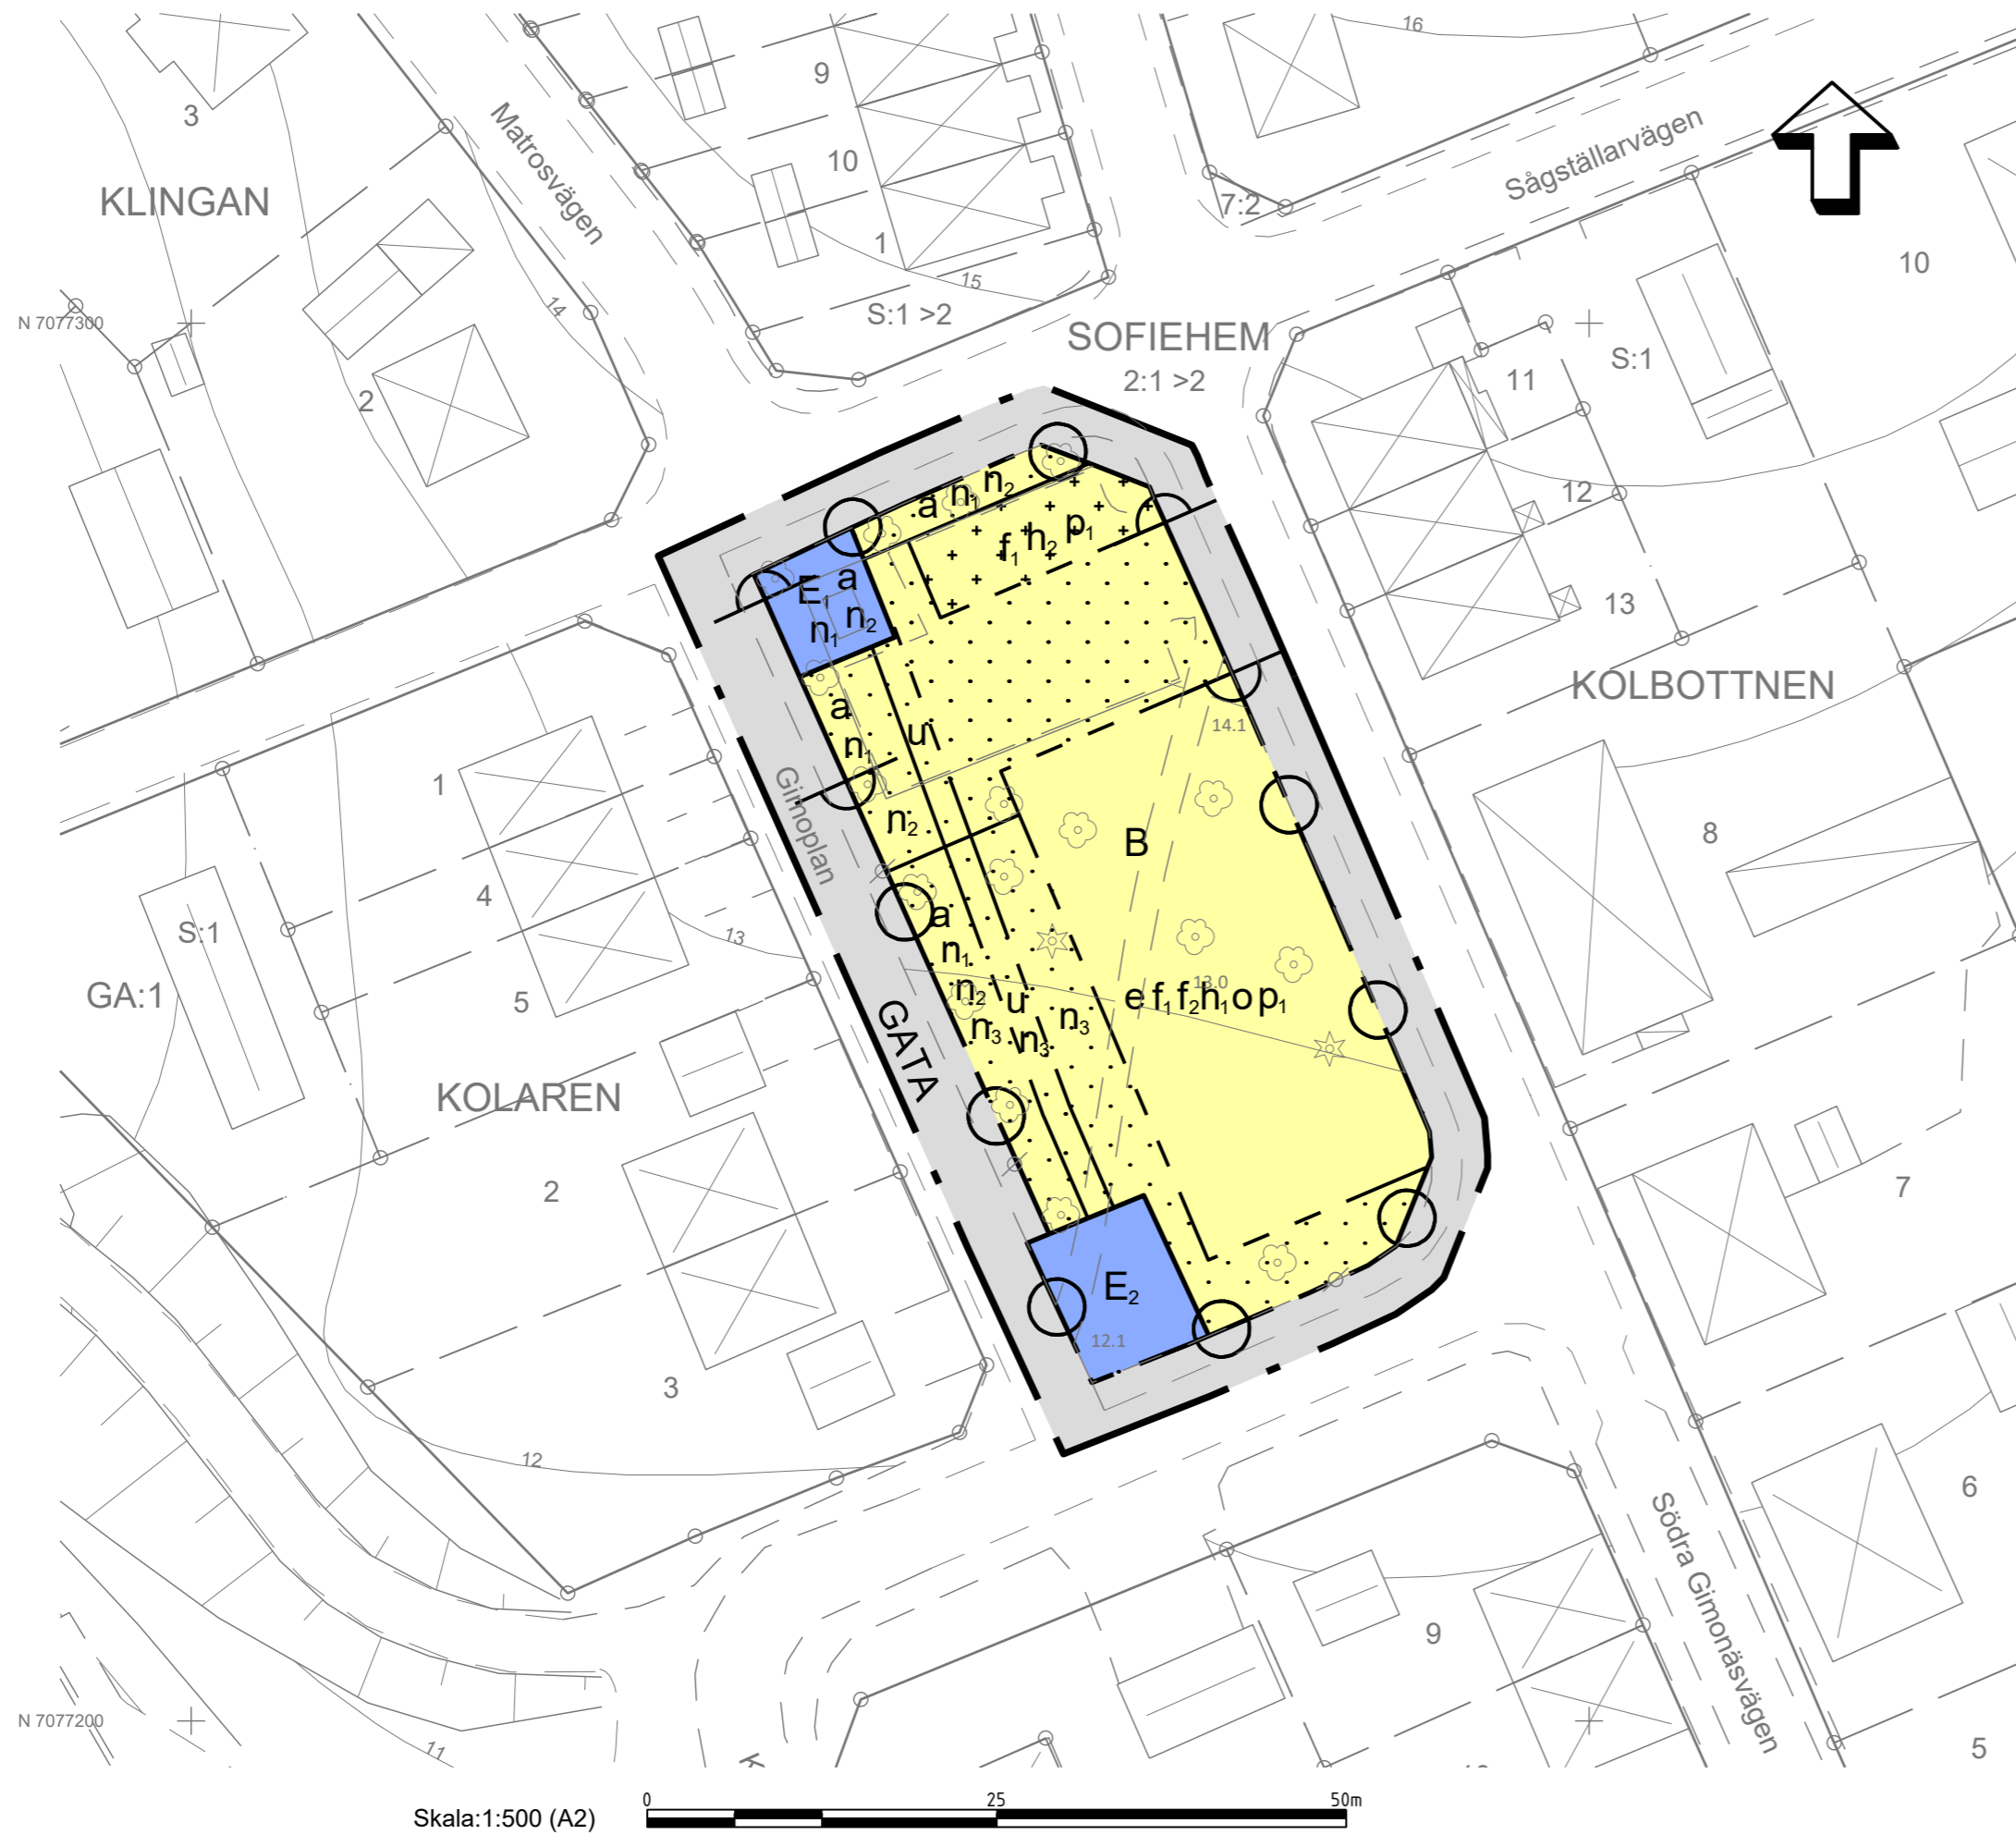 16
9
3
Matrosvägen
Sågställarvägen
10
KLINGAN
7:2
1
10
15
14
S:1 >2
N 7077300
SOFIEHEM
2:1 >2
S:1
11
2
a n₁ n₂
12
f₁ h₂ p₁
E₁ a
n₁ n₂
13
KOLBOTTNEN
a
n₁
u
14.1
1
Gimoplan
n₂
B
8
4
S:1
a
13
n₁
GA:1
n₂
u
13.0
e f₁ f₂ h₁ o p₁
5
n₃
n₃
n₃
GATA
KOLAREN
2
7
E₂
12.1
3
12
6
Södra Gimonäsvägen
9
N 7077200
11
5
Skala:1:500 (A2)
0 25 50m